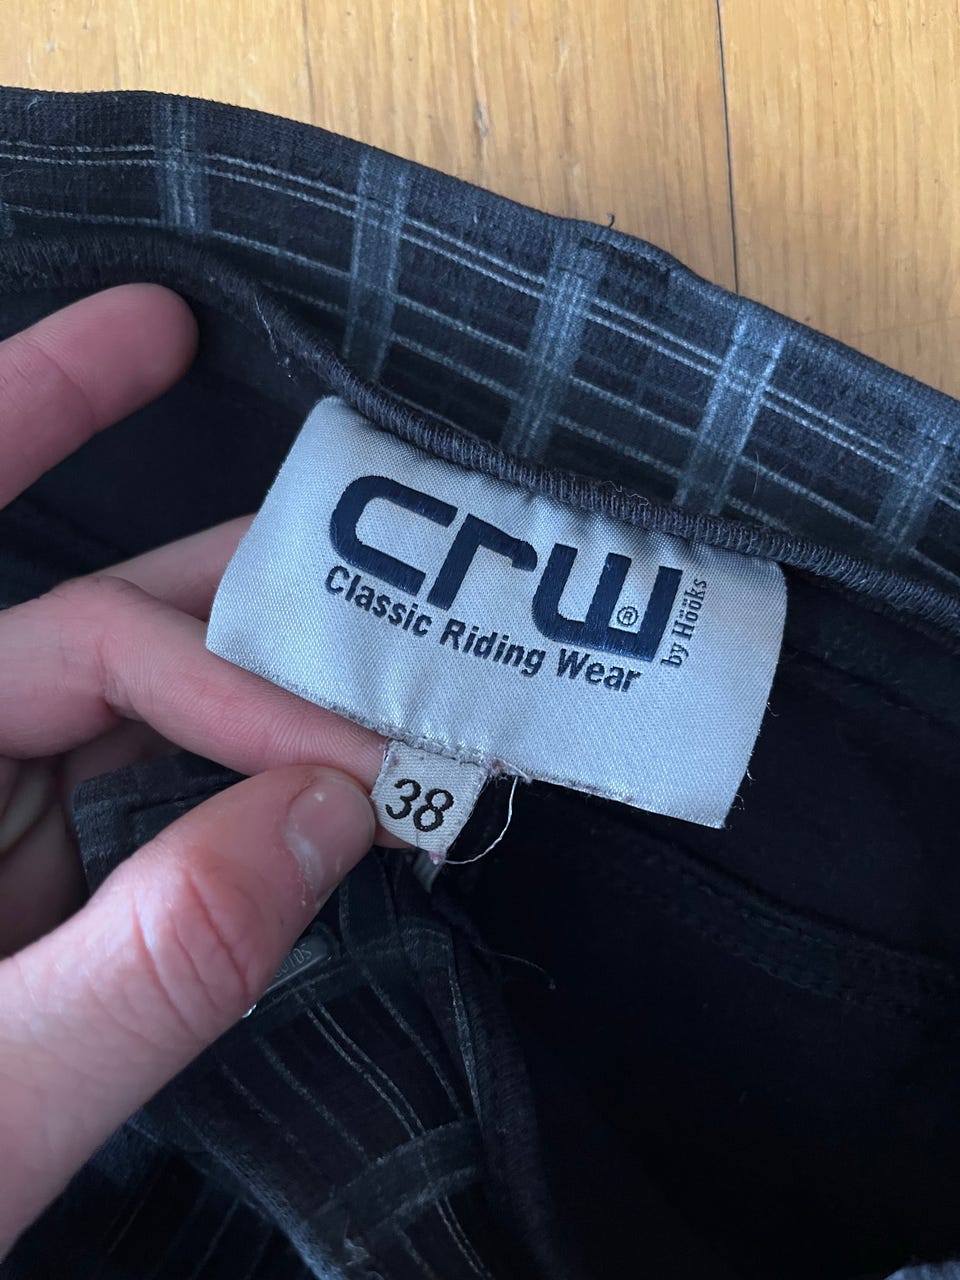 crw®
by Hööks
Classic Riding Wear
38